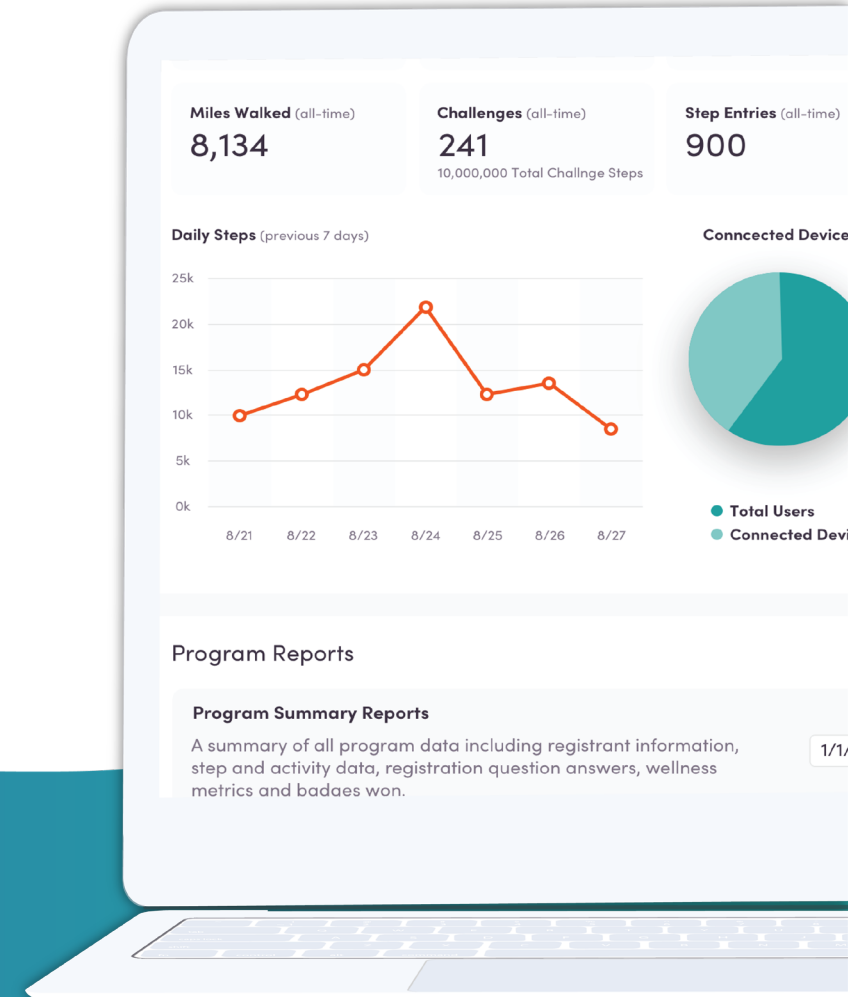 Miles Walked (all-time)
8,134
Challenges (all-time)
241
10,000,000 Total Challnge Steps
Step Entries (all-time)
900
Daily Steps (previous 7 days)
25k
20k
15k
10k
5k
0k
8/21 8/22 8/23 8/24 8/25 8/26 8/27
Conncected Device
Total Users
Connected Devi
Program Reports
Program Summary Reports
A summary of all program data including registrant information,
step and activity data, registration question answers, wellness
metrics and badges won.
1/1/